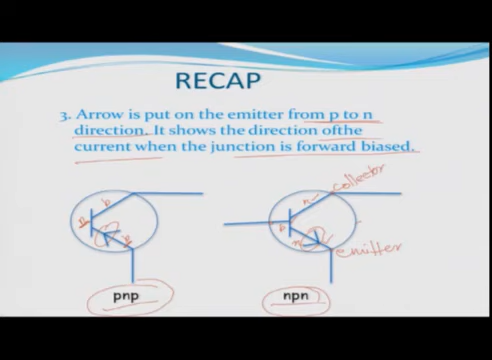 RECAP
3. Arrow is put on the emitter from p to n
direction. It shows the direction ofthe
current when the junction is forward biased.
collector
p
n
n
p
p
n
emitter
pnp
npn